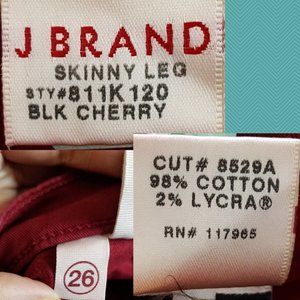 J BRAND
SKINNY LEG
STY#811K120
BLK CHERRY
CUT# 8529A
98% COTTON
2% LYCRA®
RN# 117965
26